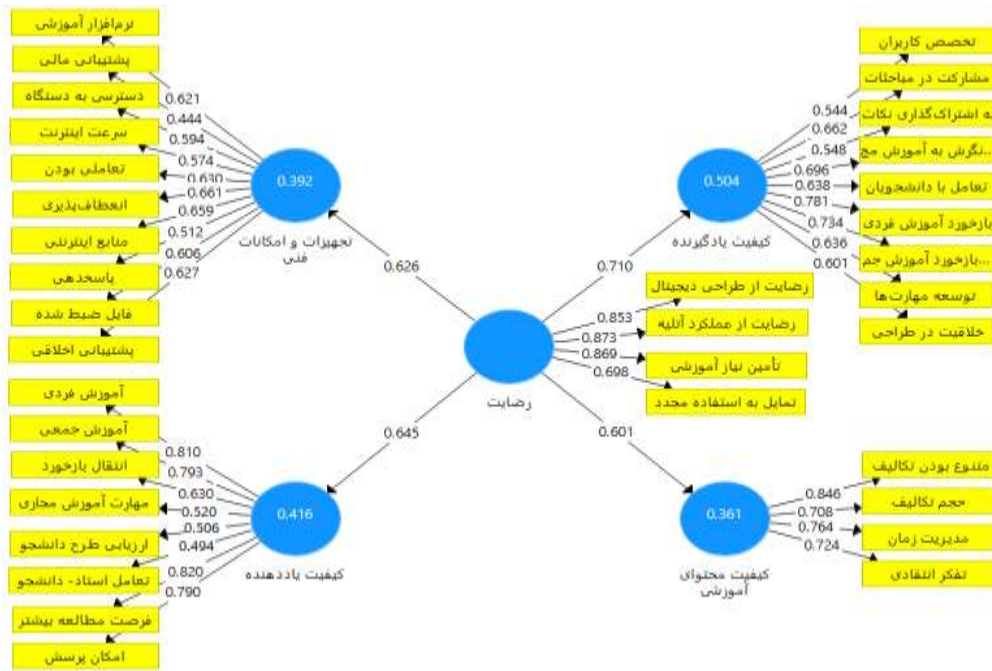 نرم‌افزار آموزشی
پشتیبانی مالی
دسترسی به دستگاه
سرعت اینترنت
تعاملی بودن
انعطاف‌پذیری
منابع اینترنتی
پاسخدهی
فایل ضبط شده
پشتیبانی اخلاقی
0.621
0.444
0.594
0.574
0.630
0.661
0.659
0.512
0.606
0.627
0.392
تجهیزات و امکانات
فنی
تخصص کاربران
مشارکت در مباحثات
به اشتراک‌گذاری نکات
نگرش به آموزش مج...
تعامل با دانشجویان
بازخورد آموزش فردی
بازخورد آموزش جم...
توسعه مهارت‌ها
خلاقیت در طراحی
0.544
0.662
0.548
0.696
0.638
0.781
0.734
0.636
0.601
0.504
کیفیت یادگیرنده
0.626
0.710
رضایت از طراحی دیجیتال
رضایت از عملکرد آتلیه
تأمین نیاز آموزشی
تمایل به استفاده مجدد
0.853
0.873
0.869
0.698
رضایت
0.645
0.601
آموزش فردی
آموزش جمعی
انتقال بازخورد
مهارت آموزش مجازی
ارزیابی طرح دانشجو
تعامل استاد- دانشجو
فرصت مطالعه بیشتر
امکان پرسش
0.810
0.793
0.630
0.520
0.506
0.494
0.820
0.790
0.416
کیفیت یاددهنده
متنوع بودن تکالیف
حجم تکالیف
مدیریت زمان
تفکر انتقادی
0.846
0.708
0.764
0.724
0.361
کیفیت محتوای
آموزشی